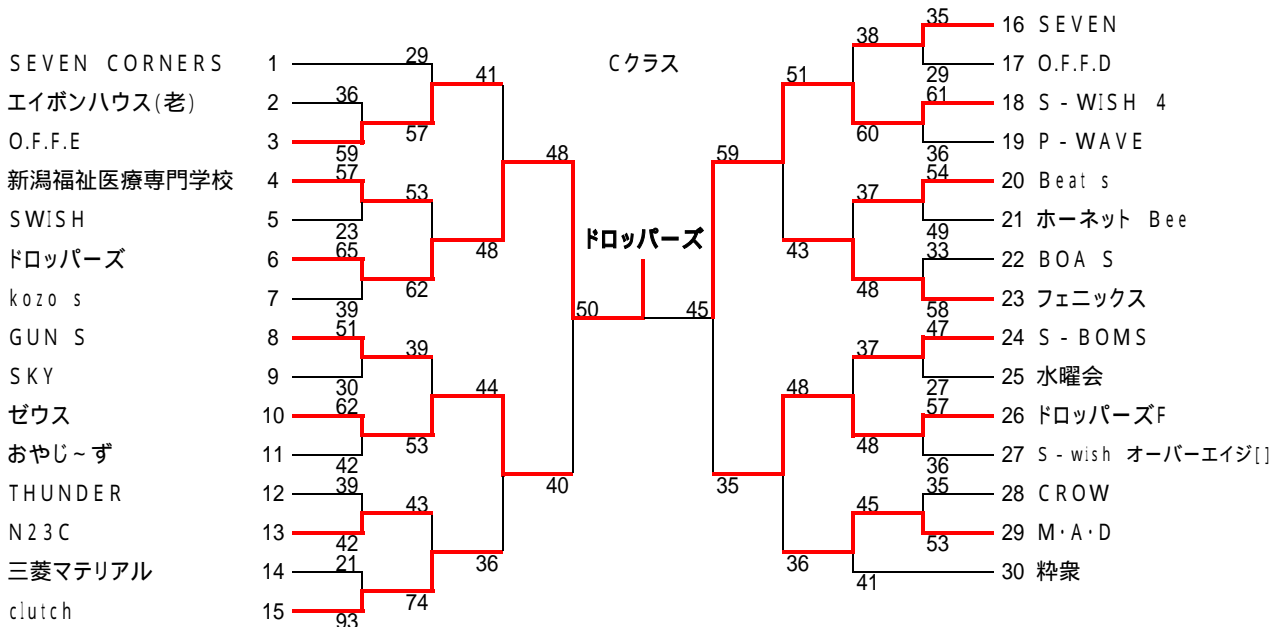 Cクラス
SEVEN CORNERS 1
エイボンハウス(老) 2
O.F.F.E 3
新潟福祉医療専門学校 4
SWISH 5
ドロッパーズ 6
kozo s 7
GUN S 8
SKY 9
ゼウス 10
おやじ~ず 11
THUNDER 12
N23C 13
三菱マテリアル 14
clutch 15
29
36
59
57
41
57
23
53
65
39
62
48
48
51
30
39
62
42
53
44
39
42
43
21
93
74
36
40
ドロッパーズ
50
45
59
35
51
43
48
36
38
60
37
48
37
48
45
41
35
29
61
36
54
49
33
58
47
27
57
36
35
53
16 SEVEN
17 O.F.F.D
18 S-WISH 4
19 P-WAVE
20 Beat s
21 ホーネット Bee
22 BOA S
23 フェニックス
24 S-BOMS
25 水曜会
26 ドロッパーズF
27 S-wish オーバーエイジ[]
28 CROW
29 M・A・D
30 粋衆